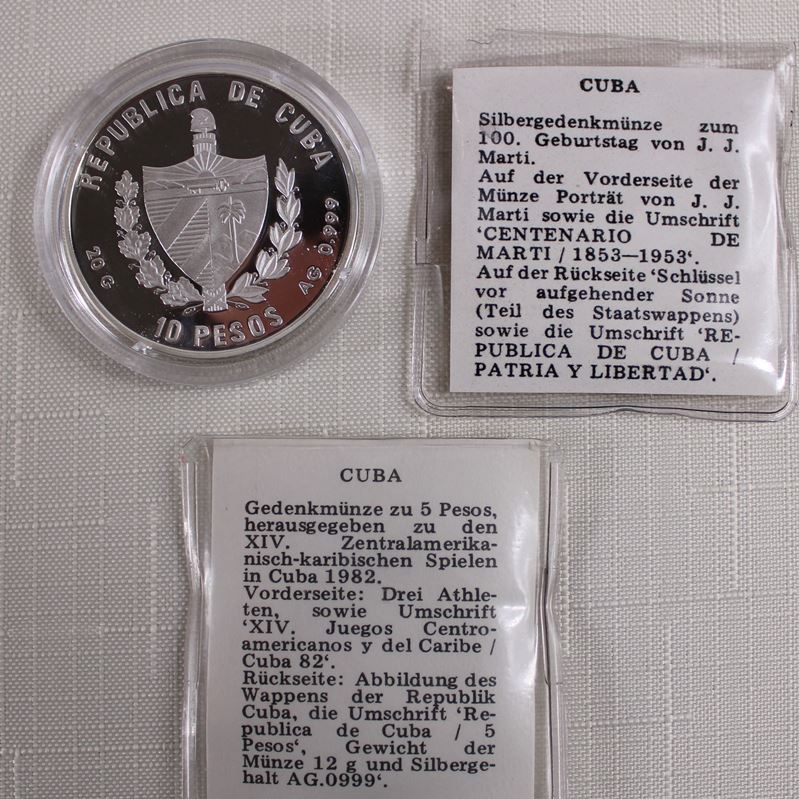 REPUBLICA DE CUBA
20 G
AG 0,999
10 PESOS
CUBA
Silbergedenkmünze zum
100. Geburtstag von J. J.
Marti.
Auf der Vorderseite der
Münze Porträt von J. J.
Marti sowie die Umschrift
‘CENTENARIO DE
MARTI / 1853—1953‘.
Auf der Rückseite ‘Schlüssel
vor aufgehender Sonne
(Teil des Staatswappens)
sowie die Umschrift ‘RE-
PUBLICA DE CUBA /
PATRIA Y LIBERTAD‘.
CUBA
Gedenkmünze zu 5 Pesos,
herausgegeben zu den
XIV. Zentralamerika-
nisch-karibischen Spielen
in Cuba 1982.
Vorderseite: Drei Athle-
ten, sowie Umschrift
‘XIV. Juegos Centro-
americanos y del Caribe /
Cuba 82‘.
Rückseite: Abbildung des
Wappens der Republik
Cuba, die Umschrift ‘Re-
publica de Cuba / 5
Pesos‘, Gewicht der
Münze 12 g und Silberge-
halt AG.0999‘.